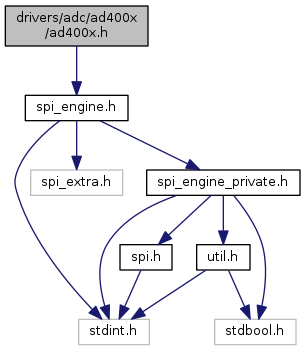 drivers/adc/ad400x
/ad400x.h
spi_engine.h
spi_extra.h
spi_engine_private.h
spi.h
util.h
stdint.h
stdbool.h